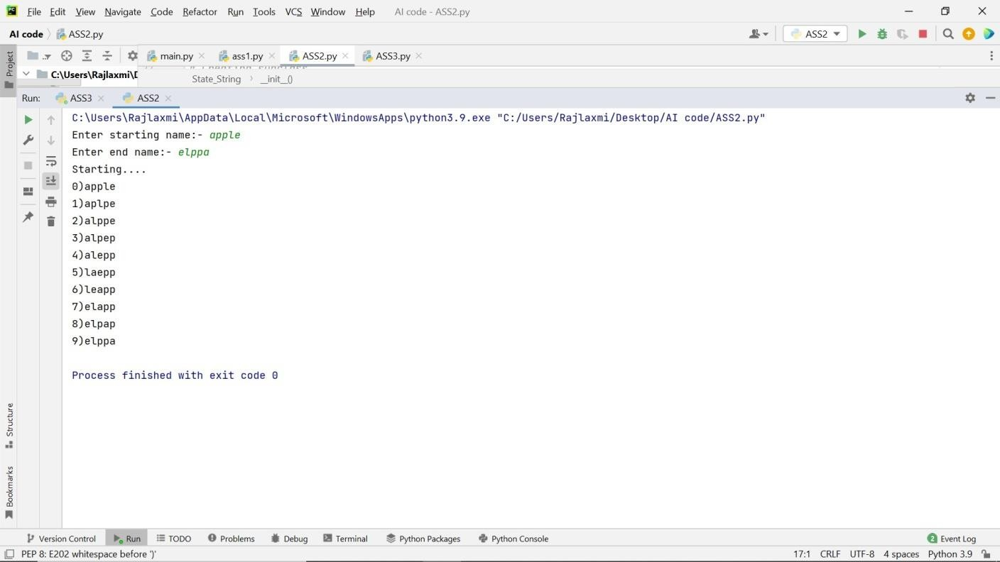 File Edit View Navigate Code Refactor Run Tools VCS Window Help AI code - ASS2.py
AI code ASS2.py ASS2
Project
main.py ass1.py ASS2.py ASS3.py
C:\Users\Rajlaxmi\D
State_String __init__()
Run: ASS3 ASS2
C:\Users\Rajlaxmi\AppData\Local\Microsoft\WindowsApps\python3.9.exe "C:/Users/Rajlaxmi/Desktop/AI code/ASS2.py"
Enter starting name:- apple
Enter end name:- elppa
Starting....
0)apple
1)aplpe
2)alppe
3)alpep
4)alepp
5)laepp
6)leapp
7)elapp
8)elpap
9)elppa
Process finished with exit code 0
Structure
Bookmarks
Version Control Run TODO Problems Debug Terminal Python Packages Python Console 2 Event Log
PEP 8: E202 whitespace before ')' 17:1 CRLF UTF-8 4 spaces Python 3.9